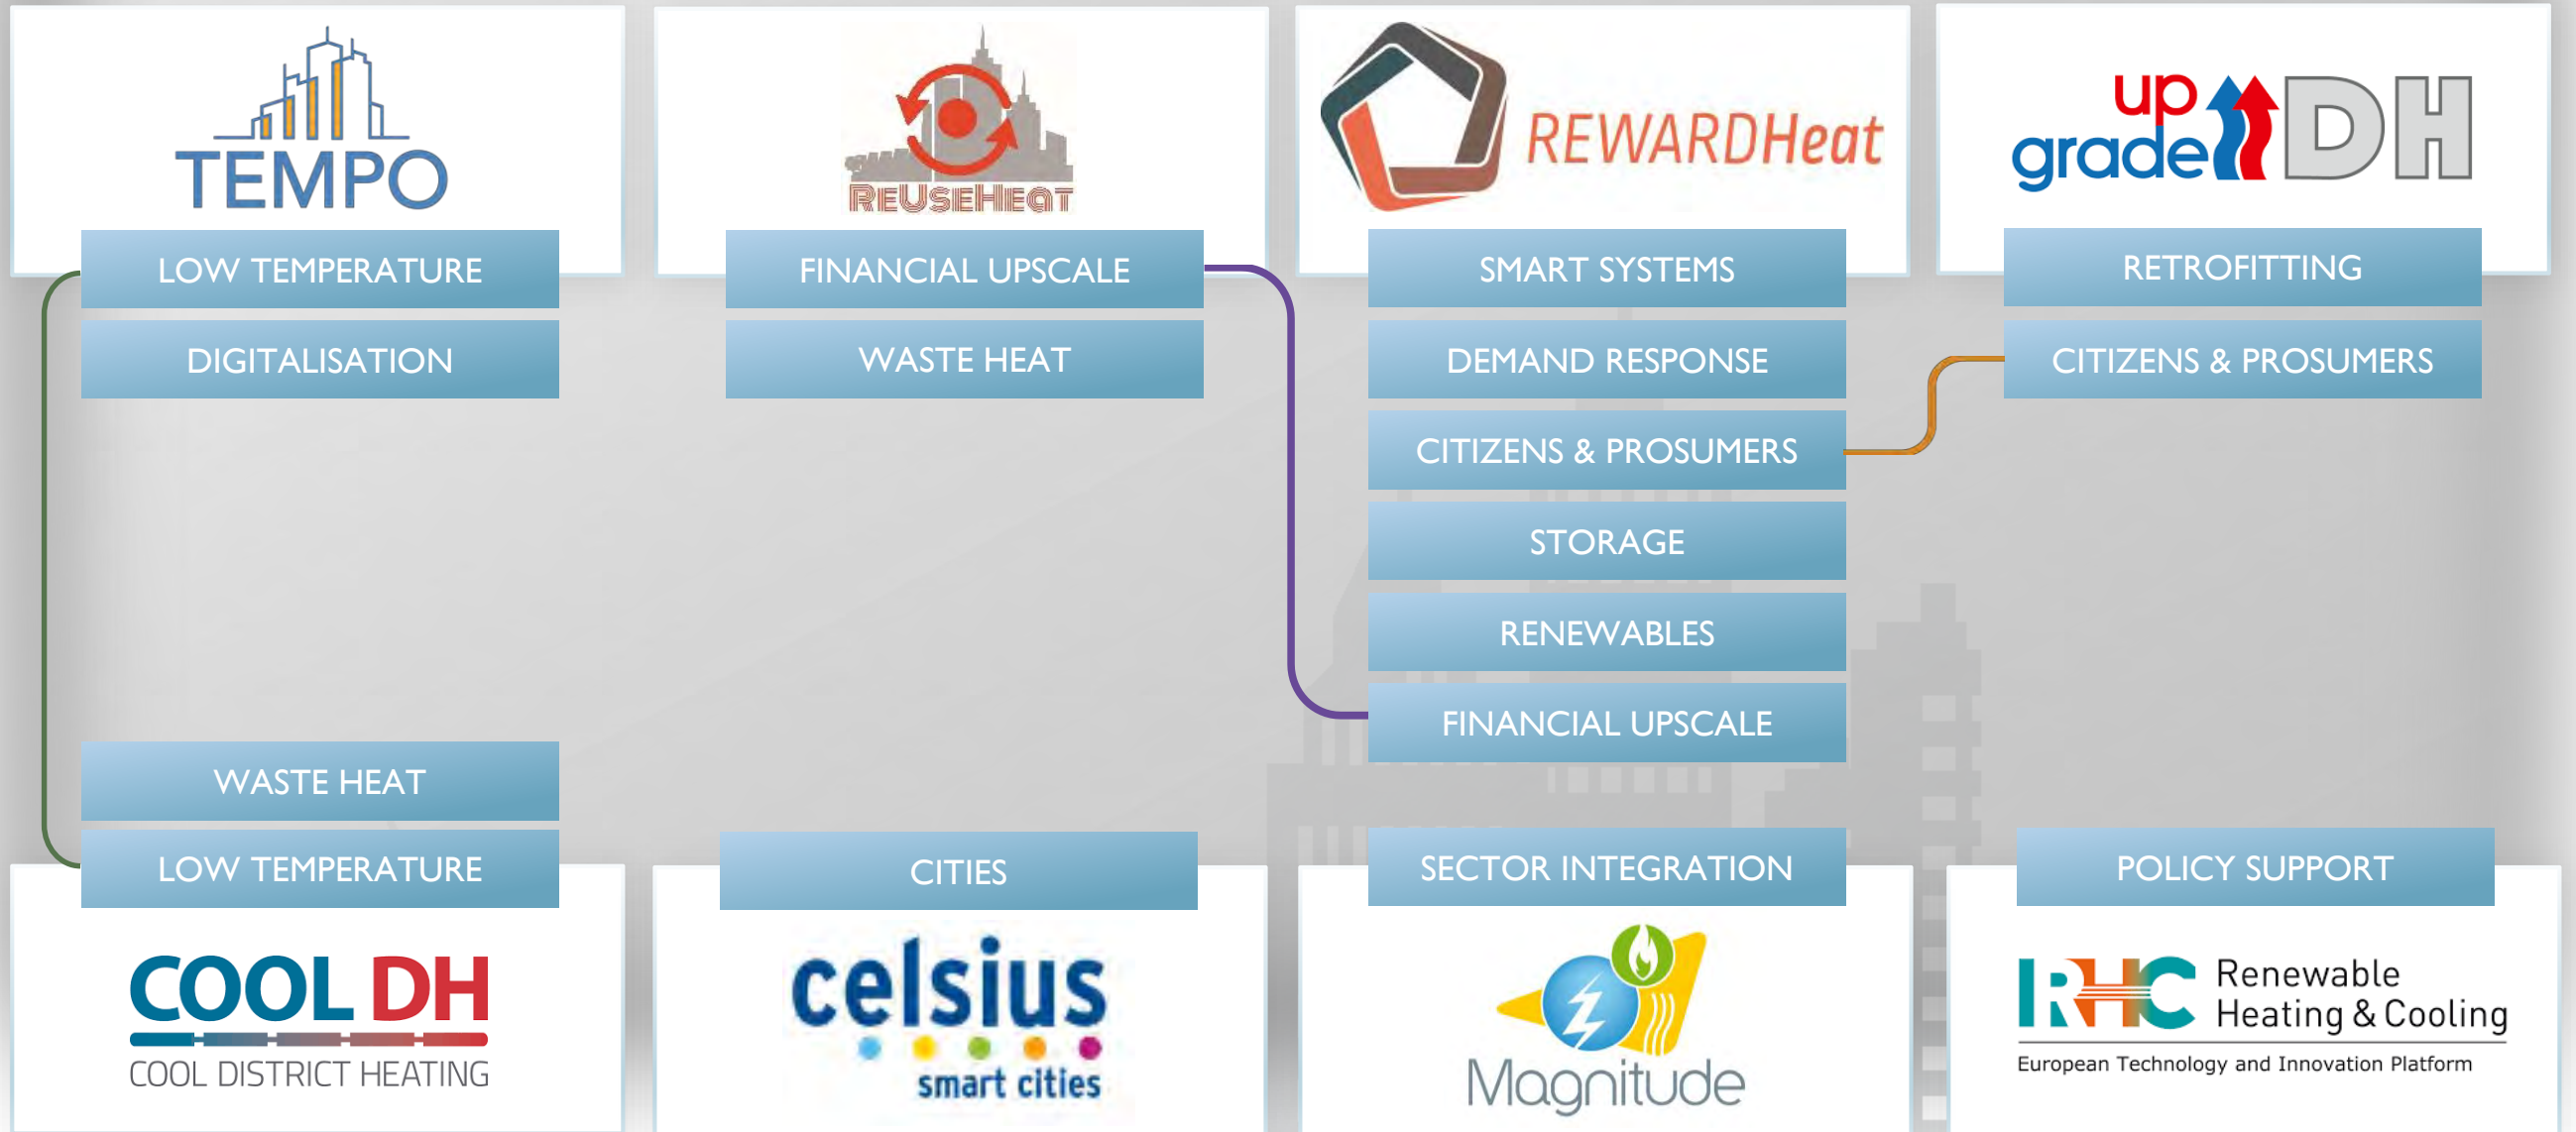 TEMPO
LOW TEMPERATURE
DIGITALISATION
REUSEHEAT
FINANCIAL UPSCALE
WASTE HEAT
REWARDHeat
SMART SYSTEMS
DEMAND RESPONSE
CITIZENS & PROSUMERS
STORAGE
RENEWABLES
FINANCIAL UPSCALE
up
grade DH
RETROFITTING
CITIZENS & PROSUMERS
WASTE HEAT
LOW TEMPERATURE
COOL DH
COOL DISTRICT HEATING
CITIES
celsius
smart cities
SECTOR INTEGRATION
Magnitude
POLICY SUPPORT
RHC Renewable
Heating & Cooling
European Technology and Innovation Platform